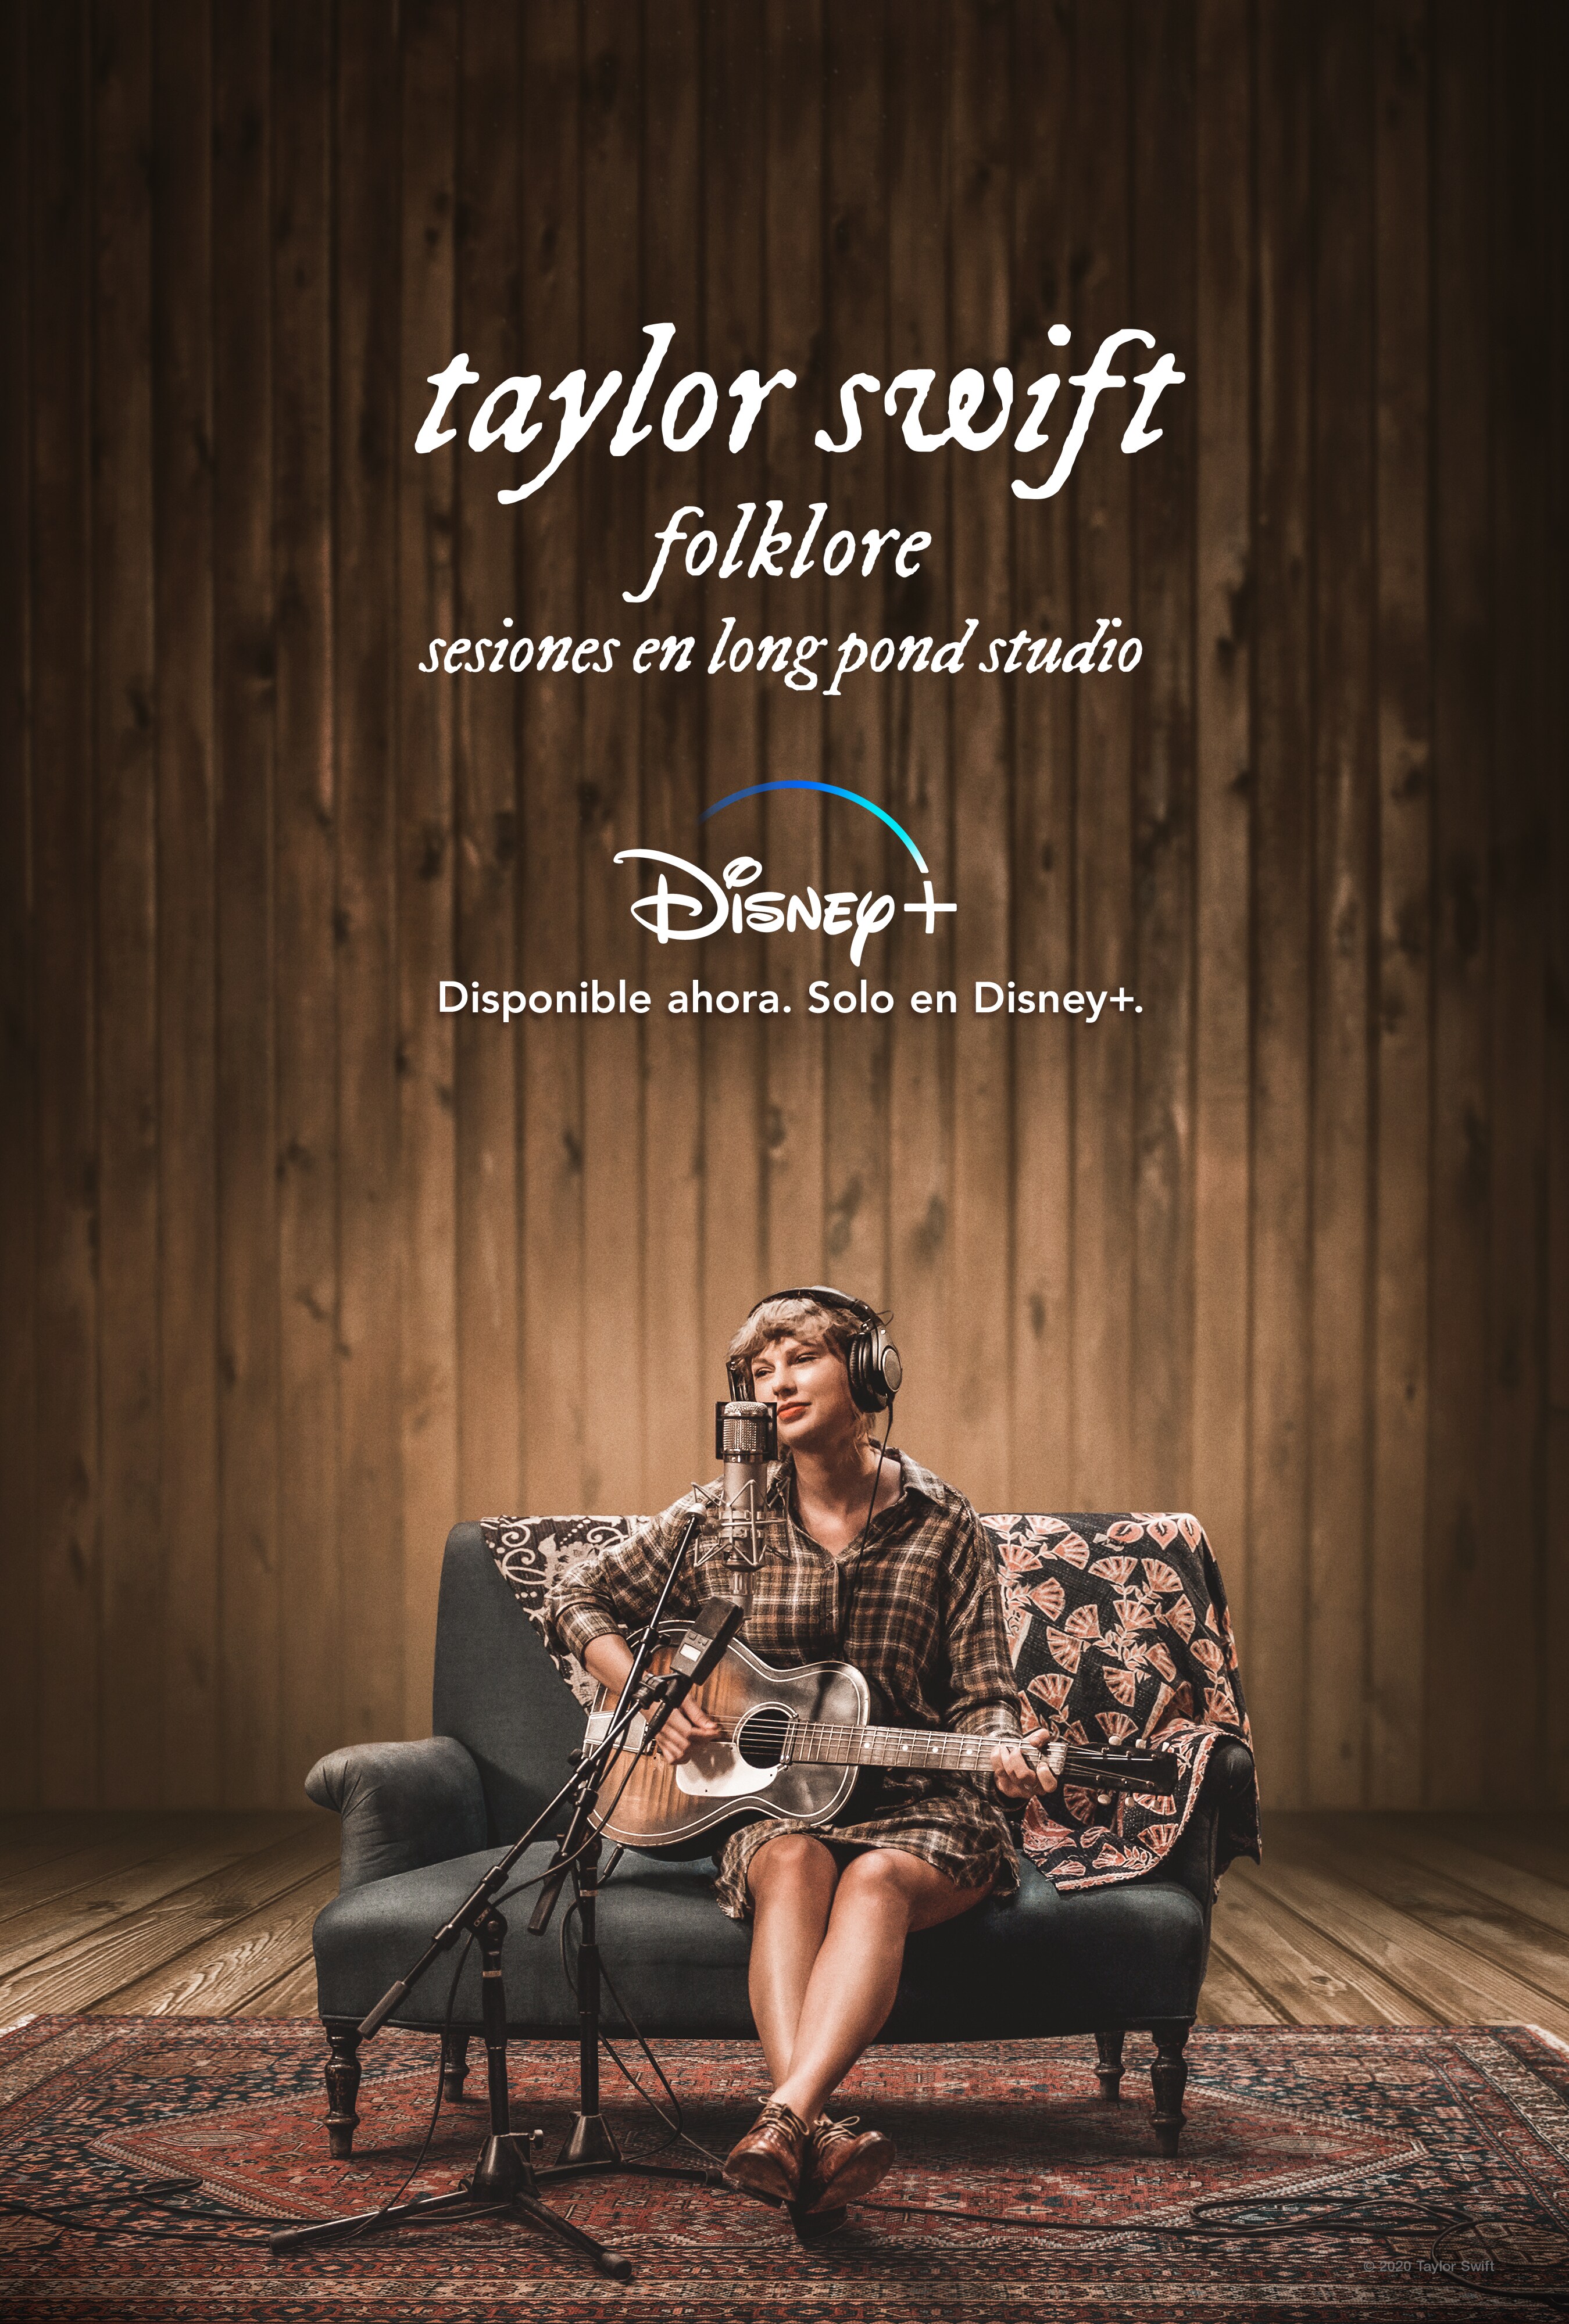 taylor swift
folklore
sesiones en long pond studio
Disney+
Disponible ahora. Solo en Disney+.
© 2020 Taylor Swift